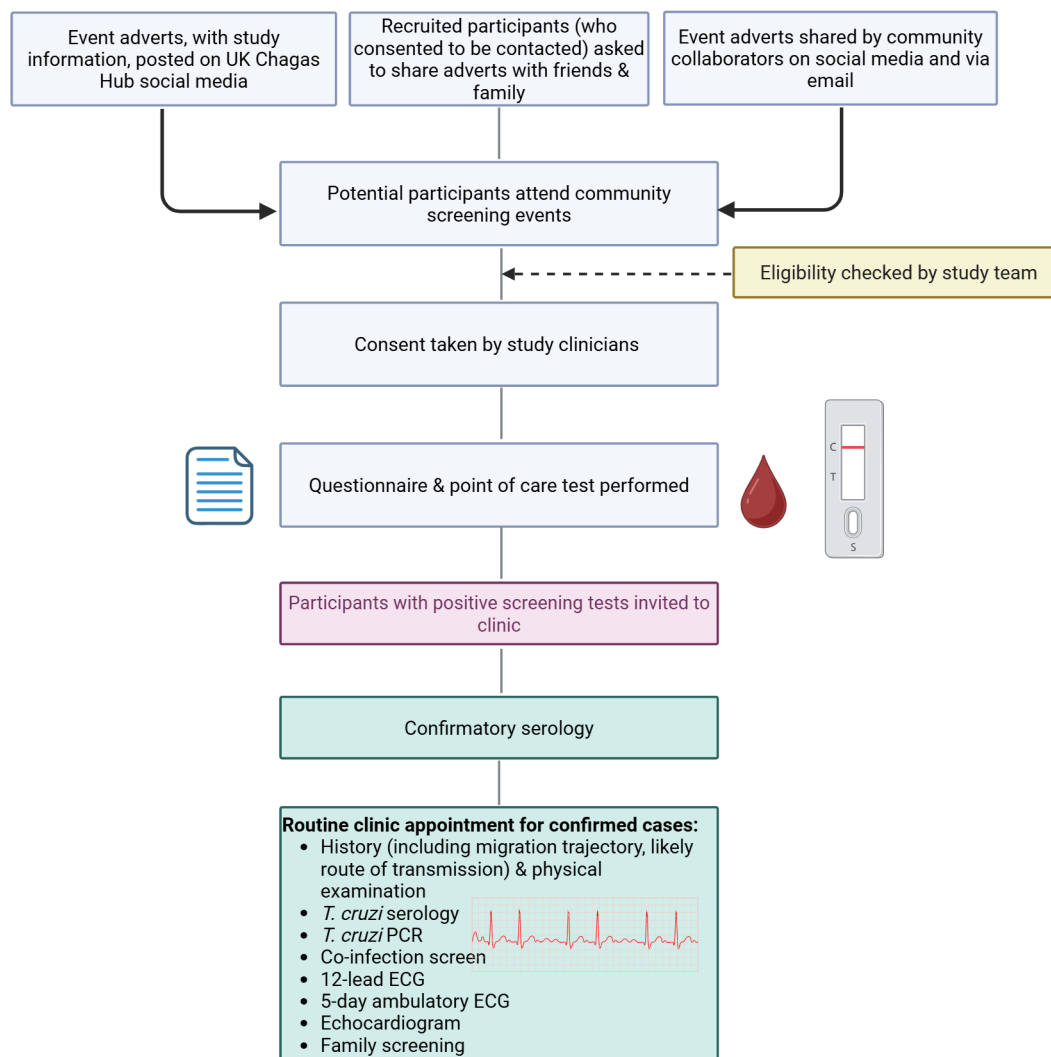 Event adverts, with study
information, posted on UK Chagas
Hub social media
Recruited participants (who
consented to be contacted) asked
to share adverts with friends &
family
Event adverts shared by community
collaborators on social media and via
email
Potential participants attend community
screening events
Eligibility checked by study team
Consent taken by study clinicians
Questionnaire & point of care test performed
C
T
S
Participants with positive screening tests invited to
clinic
Confirmatory serology
Routine clinic appointment for confirmed cases:
• History (including migration trajectory, likely
route of transmission) & physical
examination
• T. cruzi serology
• T. cruzi PCR
• Co-infection screen
• 12-lead ECG
• 5-day ambulatory ECG
• Echocardiogram
• Family screening